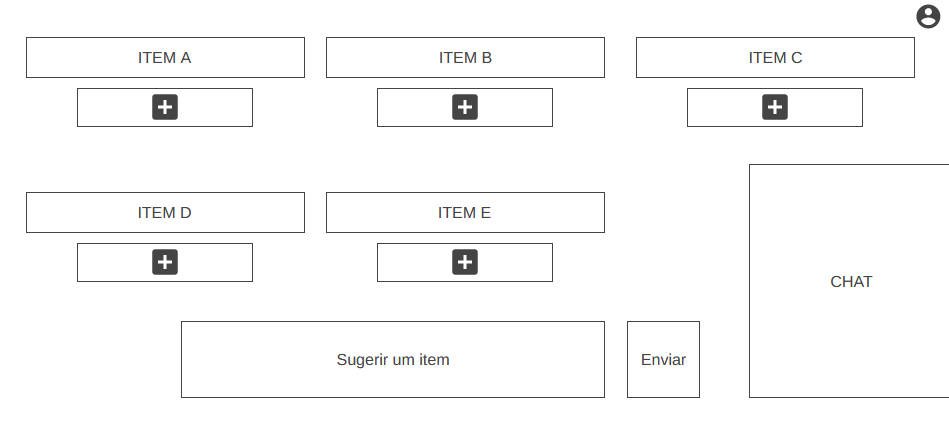 ITEM A
ITEM B
ITEM C
ITEM D
ITEM E
CHAT
Sugerir um item
Enviar